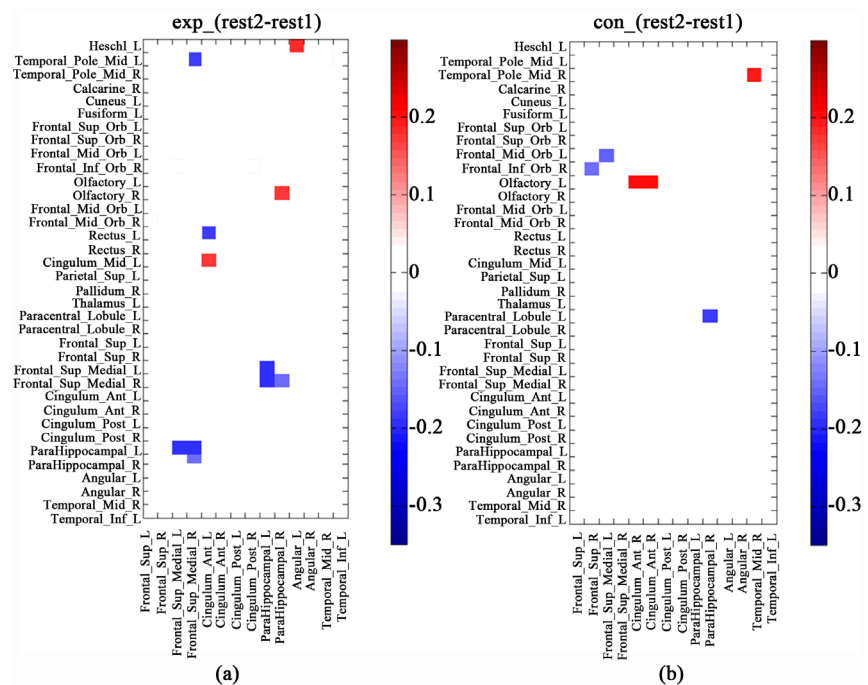 exp_(rest2-rest1)
Heschl_L
Temporal_Pole_Mid_L
Temporal_Pole_Mid_R
Calcarine_R
Cuneus_L
Fusiform_L
Frontal_Sup_Orb_L
Frontal_Sup_Orb_R
Frontal_Mid_Orb_L
Frontal_Inf_Orb_R
Olfactory_L
Olfactory_R
Frontal_Mid_Orb_L
Frontal_Mid_Orb_R
Rectus_L
Rectus_R
Cingulum_Mid_L
Parietal_Sup_L
Pallidum_R
Thalamus_L
Paracentral_Lobule_L
Paracentral_Lobule_R
Frontal_Sup_L
Frontal_Sup_R
Frontal_Sup_Medial_L
Frontal_Sup_Medial_R
Cingulum_Ant_L
Cingulum_Ant_R
Cingulum_Post_L
Cingulum_Post_R
ParaHippocampal_L
ParaHippocampal_R
Angular_L
Angular_R
Temporal_Mid_R
Temporal_Inf_L
Frontal_Sup_L
Frontal_Sup_R
Frontal_Sup_Medial_L
Frontal_Sup_Medial_R
Cingulum_Ant_L
Cingulum_Ant_R
Cingulum_Post_L
Cingulum_Post_R
ParaHippocampal_L
ParaHippocampal_R
Angular_L
Angular_R
Temporal_Mid_R
Temporal_Inf_L
0.2
0.1
0
-0.1
-0.2
-0.3
(a)
con_(rest2-rest1)
Heschl_L
Temporal_Pole_Mid_L
Temporal_Pole_Mid_R
Calcarine_R
Cuneus_L
Fusiform_L
Frontal_Sup_Orb_L
Frontal_Sup_Orb_R
Frontal_Mid_Orb_L
Frontal_Inf_Orb_R
Olfactory_L
Olfactory_R
Frontal_Mid_Orb_L
Frontal_Mid_Orb_R
Rectus_L
Rectus_R
Cingulum_Mid_L
Parietal_Sup_L
Pallidum_R
Thalamus_L
Paracentral_Lobule_L
Paracentral_Lobule_R
Frontal_Sup_L
Frontal_Sup_R
Frontal_Sup_Medial_L
Frontal_Sup_Medial_R
Cingulum_Ant_L
Cingulum_Ant_R
Cingulum_Post_L
Cingulum_Post_R
ParaHippocampal_L
ParaHippocampal_R
Angular_L
Angular_R
Temporal_Mid_R
Temporal_Inf_L
Frontal_Sup_L
Frontal_Sup_R
Frontal_Sup_Medial_L
Frontal_Sup_Medial_R
Cingulum_Ant_R
Cingulum_Ant_R
Cingulum_Post_L
Cingulum_Post_R
ParaHippocampal_L
ParaHippocampal_R
Angular_L
Angular_R
Temporal_Mid_R
Temporal_Inf_L
0.2
0.1
0
-0.1
-0.2
-0.3
(b)